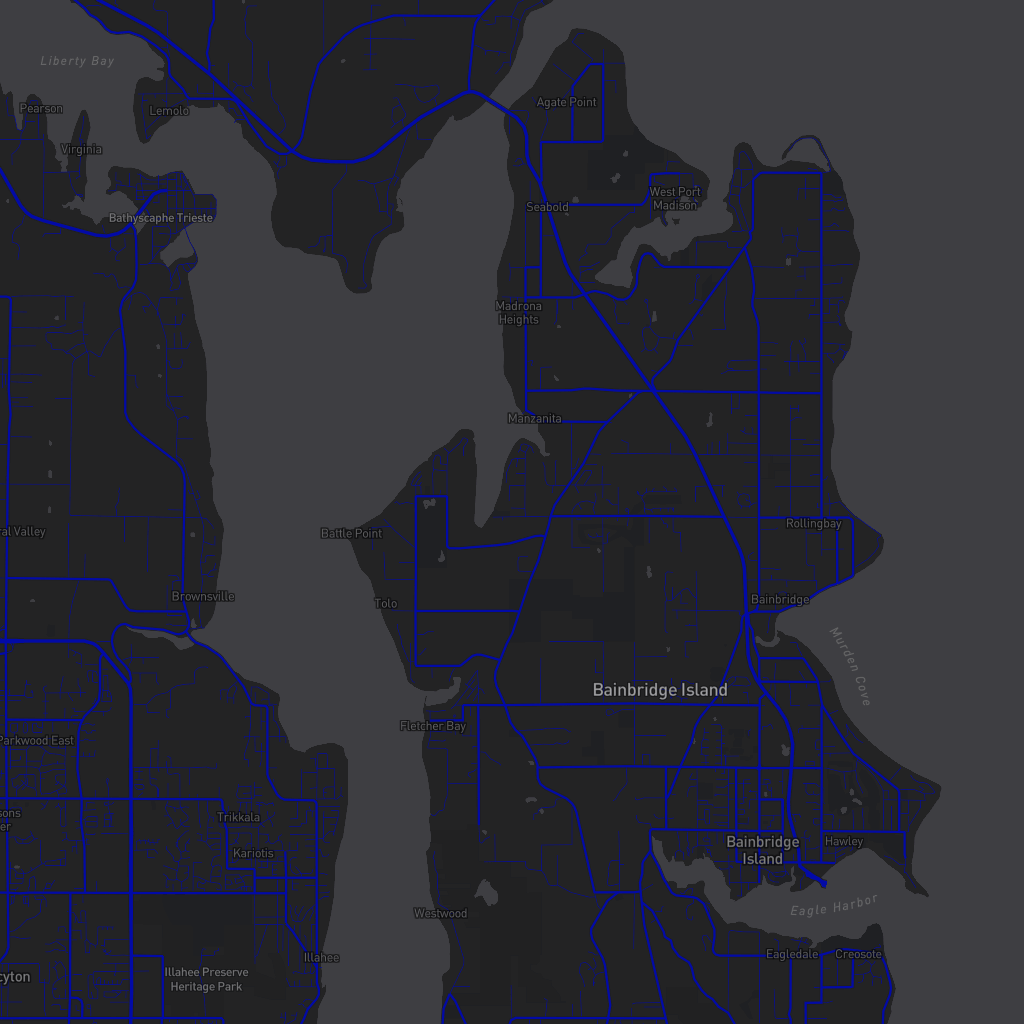 Liberty Bay
Pearson
Lemolo
Agate Point
Virginia
West Port
Madison
Seabold
Bathyscaphe Trieste
Madrona
Heights
Manzanita
Rollingbay
ral Valley
Battle Point
Brownsville
Tolo
Bainbridge
Murden Cove
Bainbridge Island
Fletcher Bay
Parkwood East
sons
er
Trikkala
Kariotis
Bainbridge
Island
Hawley
Eagle Harbor
Westwood
Illahee
Eagledale
Creosote
Illahee Preserve
Heritage Park
cyton